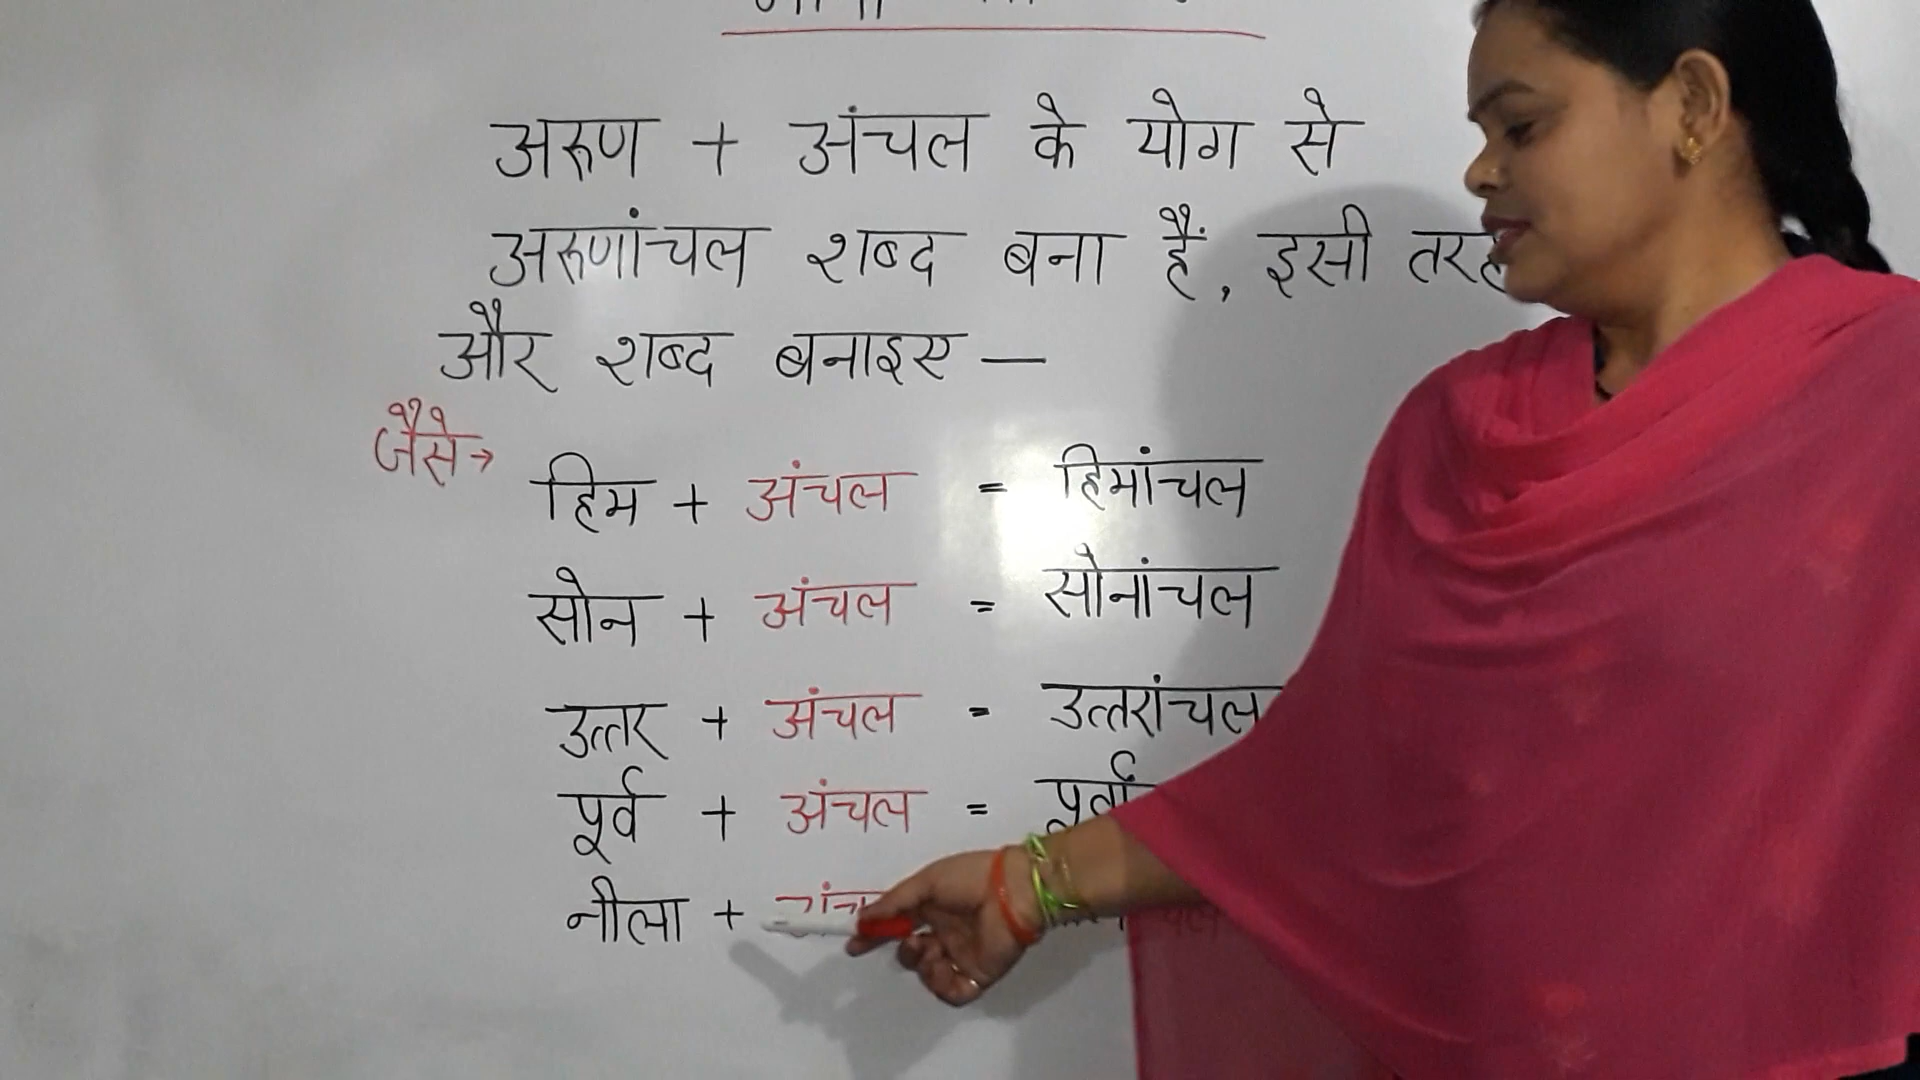 अरुण + अंचल के योग से
अरुणांचल शब्द बना हैं, इसी तरह
और शब्द बनाइए —
जैसे →
हिम + अंचल = हिमांचल
सोन + अंचल = सोनांचल
उत्तर + अंचल = उत्तरांचल
पूर्व + अंचल =
नीला +